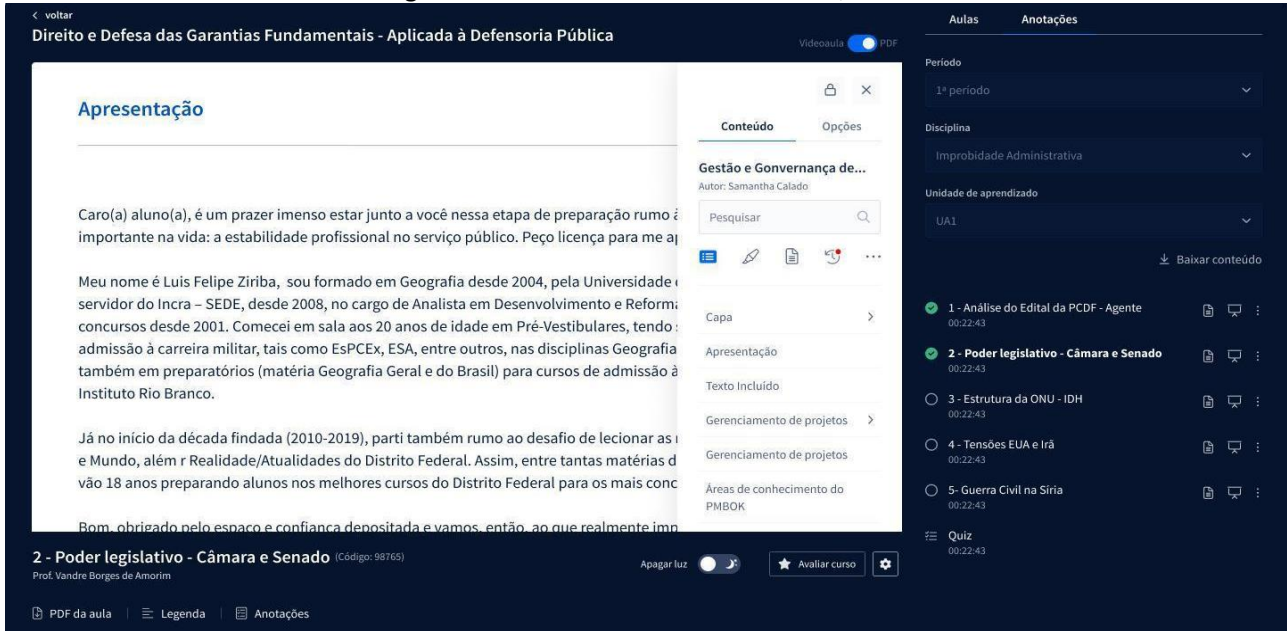 voltar
Direito e Defesa das Garantias Fundamentais - Aplicada à Defensoria Pública
Videoaula PDF
Apresentação
Caro(a) aluno(a), é um prazer imenso estar junto a você nessa etapa de preparação rumo
importante na vida: a estabilidade profissional no serviço público. Peço licença para me
Meu nome é Luis Felipe Ziriba, sou formado em Geografia desde 2004, pela Universidade
servidor do Incra – SEDE, desde 2008, no cargo de Analista em Desenvolvimento e Reforma
concursos desde 2001. Comecei em sala aos 20 anos de idade em Pré-Vestibulares, tendo
admissão à carreira militar, tais como EsPCEx, ESA, entre outros, nas disciplinas Geografia
também em preparatórios (matéria Geografia Geral e do Brasil) para cursos de admissão à
Instituto Rio Branco.
Já no início da década findada (2010-2019), parti também rumo ao desafio de lecionar as
e Mundo, além r Realidade/Atualidades do Distrito Federal. Assim, entre tantas matérias d
vão 18 anos preparando alunos nos melhores cursos do Distrito Federal para os mais conc
Bom, obrigado pelo espaço e confiança depositada e vamos, então, ao que realmente
Conteúdo Opções
Gestão e Gonvernança de...
Autor: Samantha Calado
Pesquisar
Capa
Apresentação
Texto Incluído
Gerenciamento de projetos
Gerenciamento de projetos
Áreas de conhecimento do
PMBOK
2 - Poder legislativo - Câmara e Senado (Código: 98765)
Prof. Vandre Borges de Amorim
Apagar luz
Avaliar curso
PDF da aula
Legenda
Anotações
Aulas Anotações
Período
1º período
Disciplina
Improbidade Administrativa
Unidade de aprendizado
UA1
Baixar conteúdo
1 - Análise do Edital da PCDF - Agente
00:22:43
2 - Poder legislativo - Câmara e Senado
00:22:43
3 - Estrutura da ONU - IDH
00:22:43
4 - Tensões EUA e Irã
00:22:43
5- Guerra Civil na Síria
00:22:43
Quiz
00:22:43